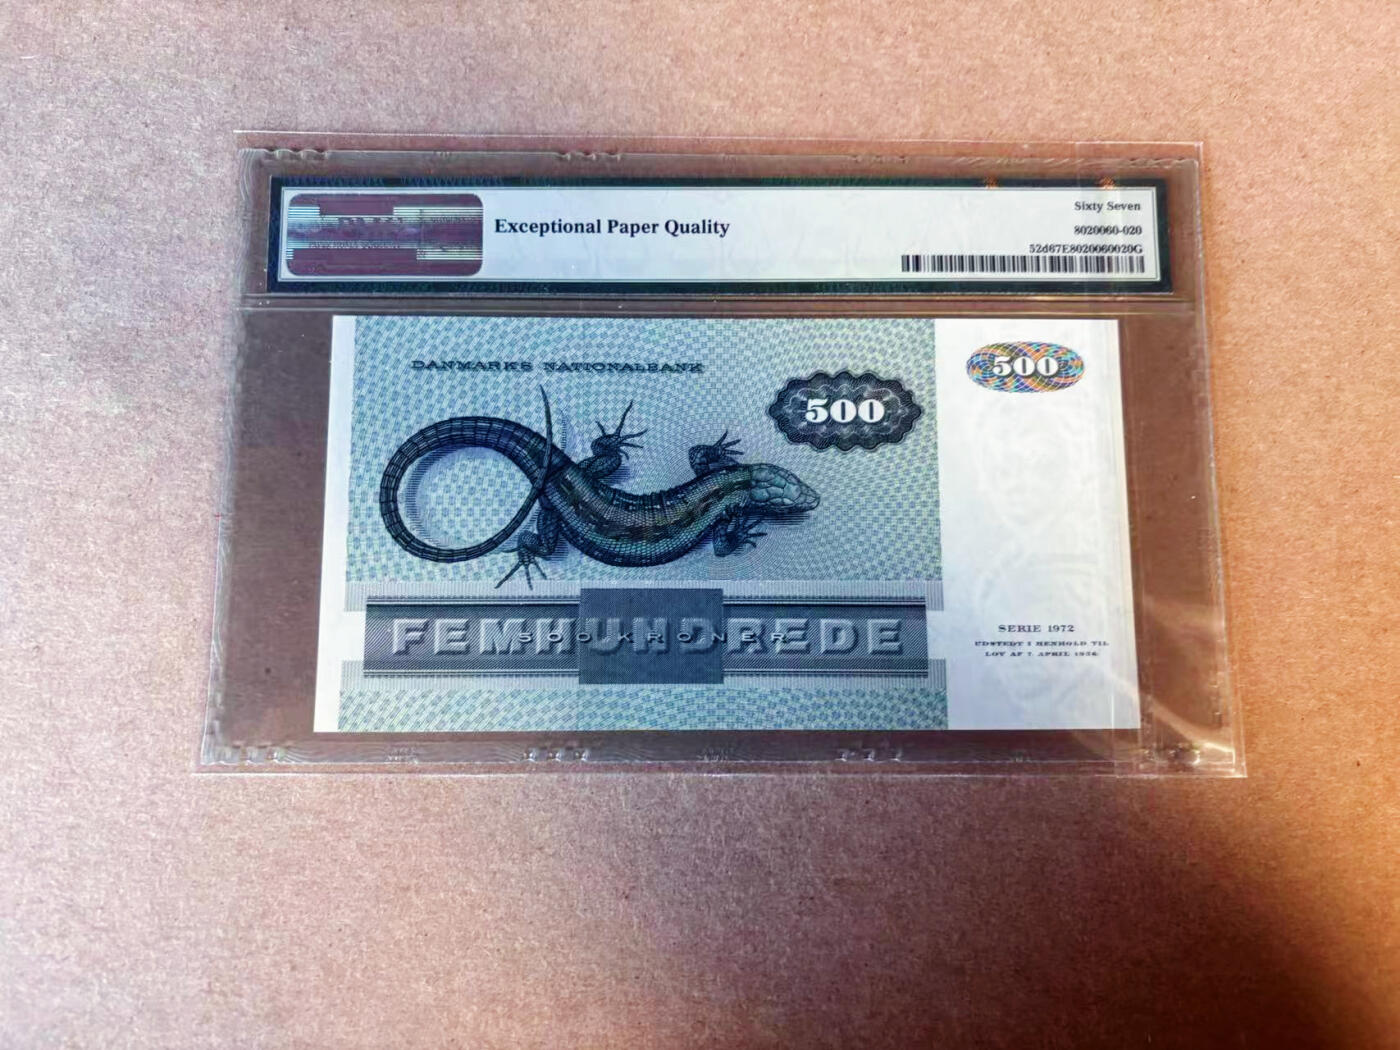 Exceptional Paper Quality
Sixty Seven
8020060-020
52d67E8020060020G
DANMARKS NATIONALBANK
500
500
FEMHUNDREDE
500 KRONER
SERIE 1972
UDSTEDT I HENHOLD TIL
LOV AF 7. APRIL 1936